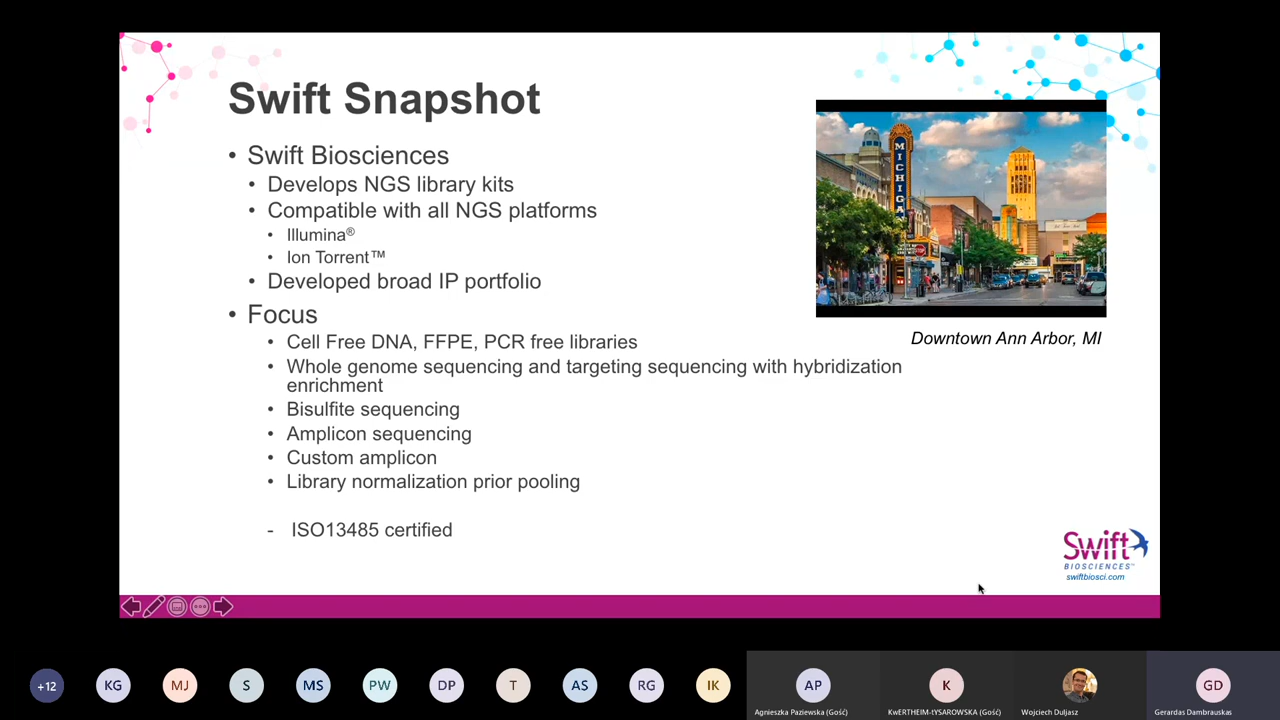 Swift Snapshot
• Swift Biosciences
• Develops NGS library kits
• Compatible with all NGS platforms
• Illumina®
• Ion Torrent™
• Developed broad IP portfolio
• Focus
• Cell Free DNA, FFPE, PCR free libraries
• Whole genome sequencing and targeting sequencing with hybridization
enrichment
• Bisulfite sequencing
• Amplicon sequencing
• Custom amplicon
• Library normalization prior pooling
- ISO13485 certified
MICHIGAN
Downtown Ann Arbor, MI
Swift
BIOSCIENCES™
swiftbiosci.com
+12 KG MJ S MS PW DP T AS RG IK AP K GD
Agnieszka Paziewska (Gość) KwERTHEIM-tYSAROWSKA (Gość) Wojciech Duljasz Gerardas Dambrauskas